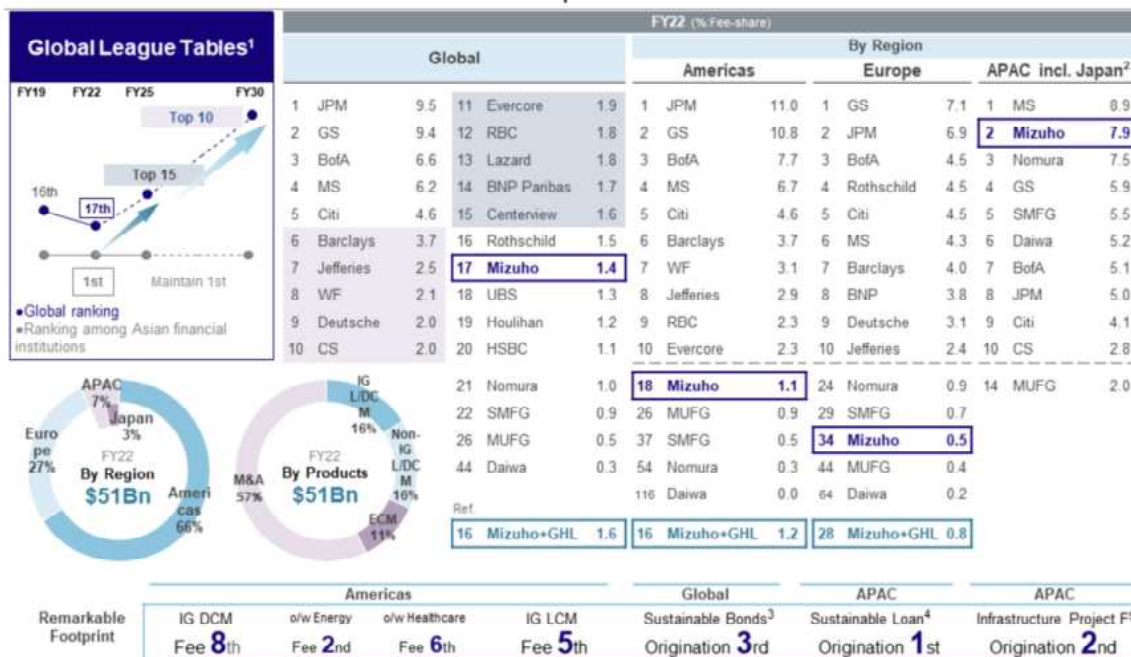 FY22 (%:Fee-share)
Global League Tables1
Global
By Region
Americas
Europe
APAC incl. Japan2
FY19 FY22 FY25 FY30
Top 10
Top 15
16th
17th
1st
Maintain 1st
●Global ranking
●Ranking among Asian financial
institutions
1 JPM 9.5 11 Evercore 1.9 1 JPM 11.0 1 GS 7.1 1 MS 8.9
2 GS 9.4 12 RBC 1.8 2 GS 10.8 2 JPM 6.9 2 Mizuho 7.9
3 BofA 6.6 13 Lazard 1.8 3 BofA 7.7 3 BofA 4.5 3 Nomura 7.5
4 MS 6.2 14 BNP Paribas 1.7 4 MS 6.7 4 Rothschild 4.5 4 GS 5.9
5 Citi 4.6 15 Centerview 1.6 5 Citi 4.6 5 Citi 4.5 5 SMFG 5.5
6 Barclays 3.7 16 Rothschild 1.5 6 Barclays 3.7 6 MS 4.3 6 Daiwa 5.2
7 Jefferies 2.5 17 Mizuho 1.4 7 WF 3.1 7 Barclays 4.0 7 BofA 5.1
8 WF 2.1 18 UBS 1.3 8 Jefferies 2.9 8 BNP 3.8 8 JPM 5.0
9 Deutsche 2.0 19 Houlihan 1.2 9 RBC 2.3 9 Deutsche 3.1 9 Citi 4.1
10 CS 2.0 20 HSBC 1.1 10 Evercore 2.3 10 Jefferies 2.4 10 CS 2.8
21 Nomura 1.0 18 Mizuho 1.1 24 Nomura 0.9 14 MUFG 2.0
22 SMFG 0.9 26 MUFG 0.9 29 SMFG 0.7
26 MUFG 0.5 37 SMFG 0.5 34 Mizuho 0.5
44 Daiwa 0.3 54 Nomura 0.3 44 MUFG 0.4
116 Daiwa 0.0 64 Daiwa 0.2
Ref.
16 Mizuho+GHL 1.6 16 Mizuho+GHL 1.2 28 Mizuho+GHL 0.8
APAC
7%
Japan
3%
Euro
pe
27%
FY22
By Region
$51Bn
Ameri
cas
66%
IG
L/DC
M
16%
Non-
IG
L/DC
M
16%
M&A
57%
FY22
By Products
$51Bn
ECM
11%
Americas Global APAC APAC
Remarkable
Footprint
IG DCM o/w Energy o/w Healthcare IG LCM Sustainable Bonds3 Sustainable Loan4 Infrastructure Project F
Fee 8th Fee 2nd Fee 6th Fee 5th Origination 3rd Origination 1st Origination 2nd